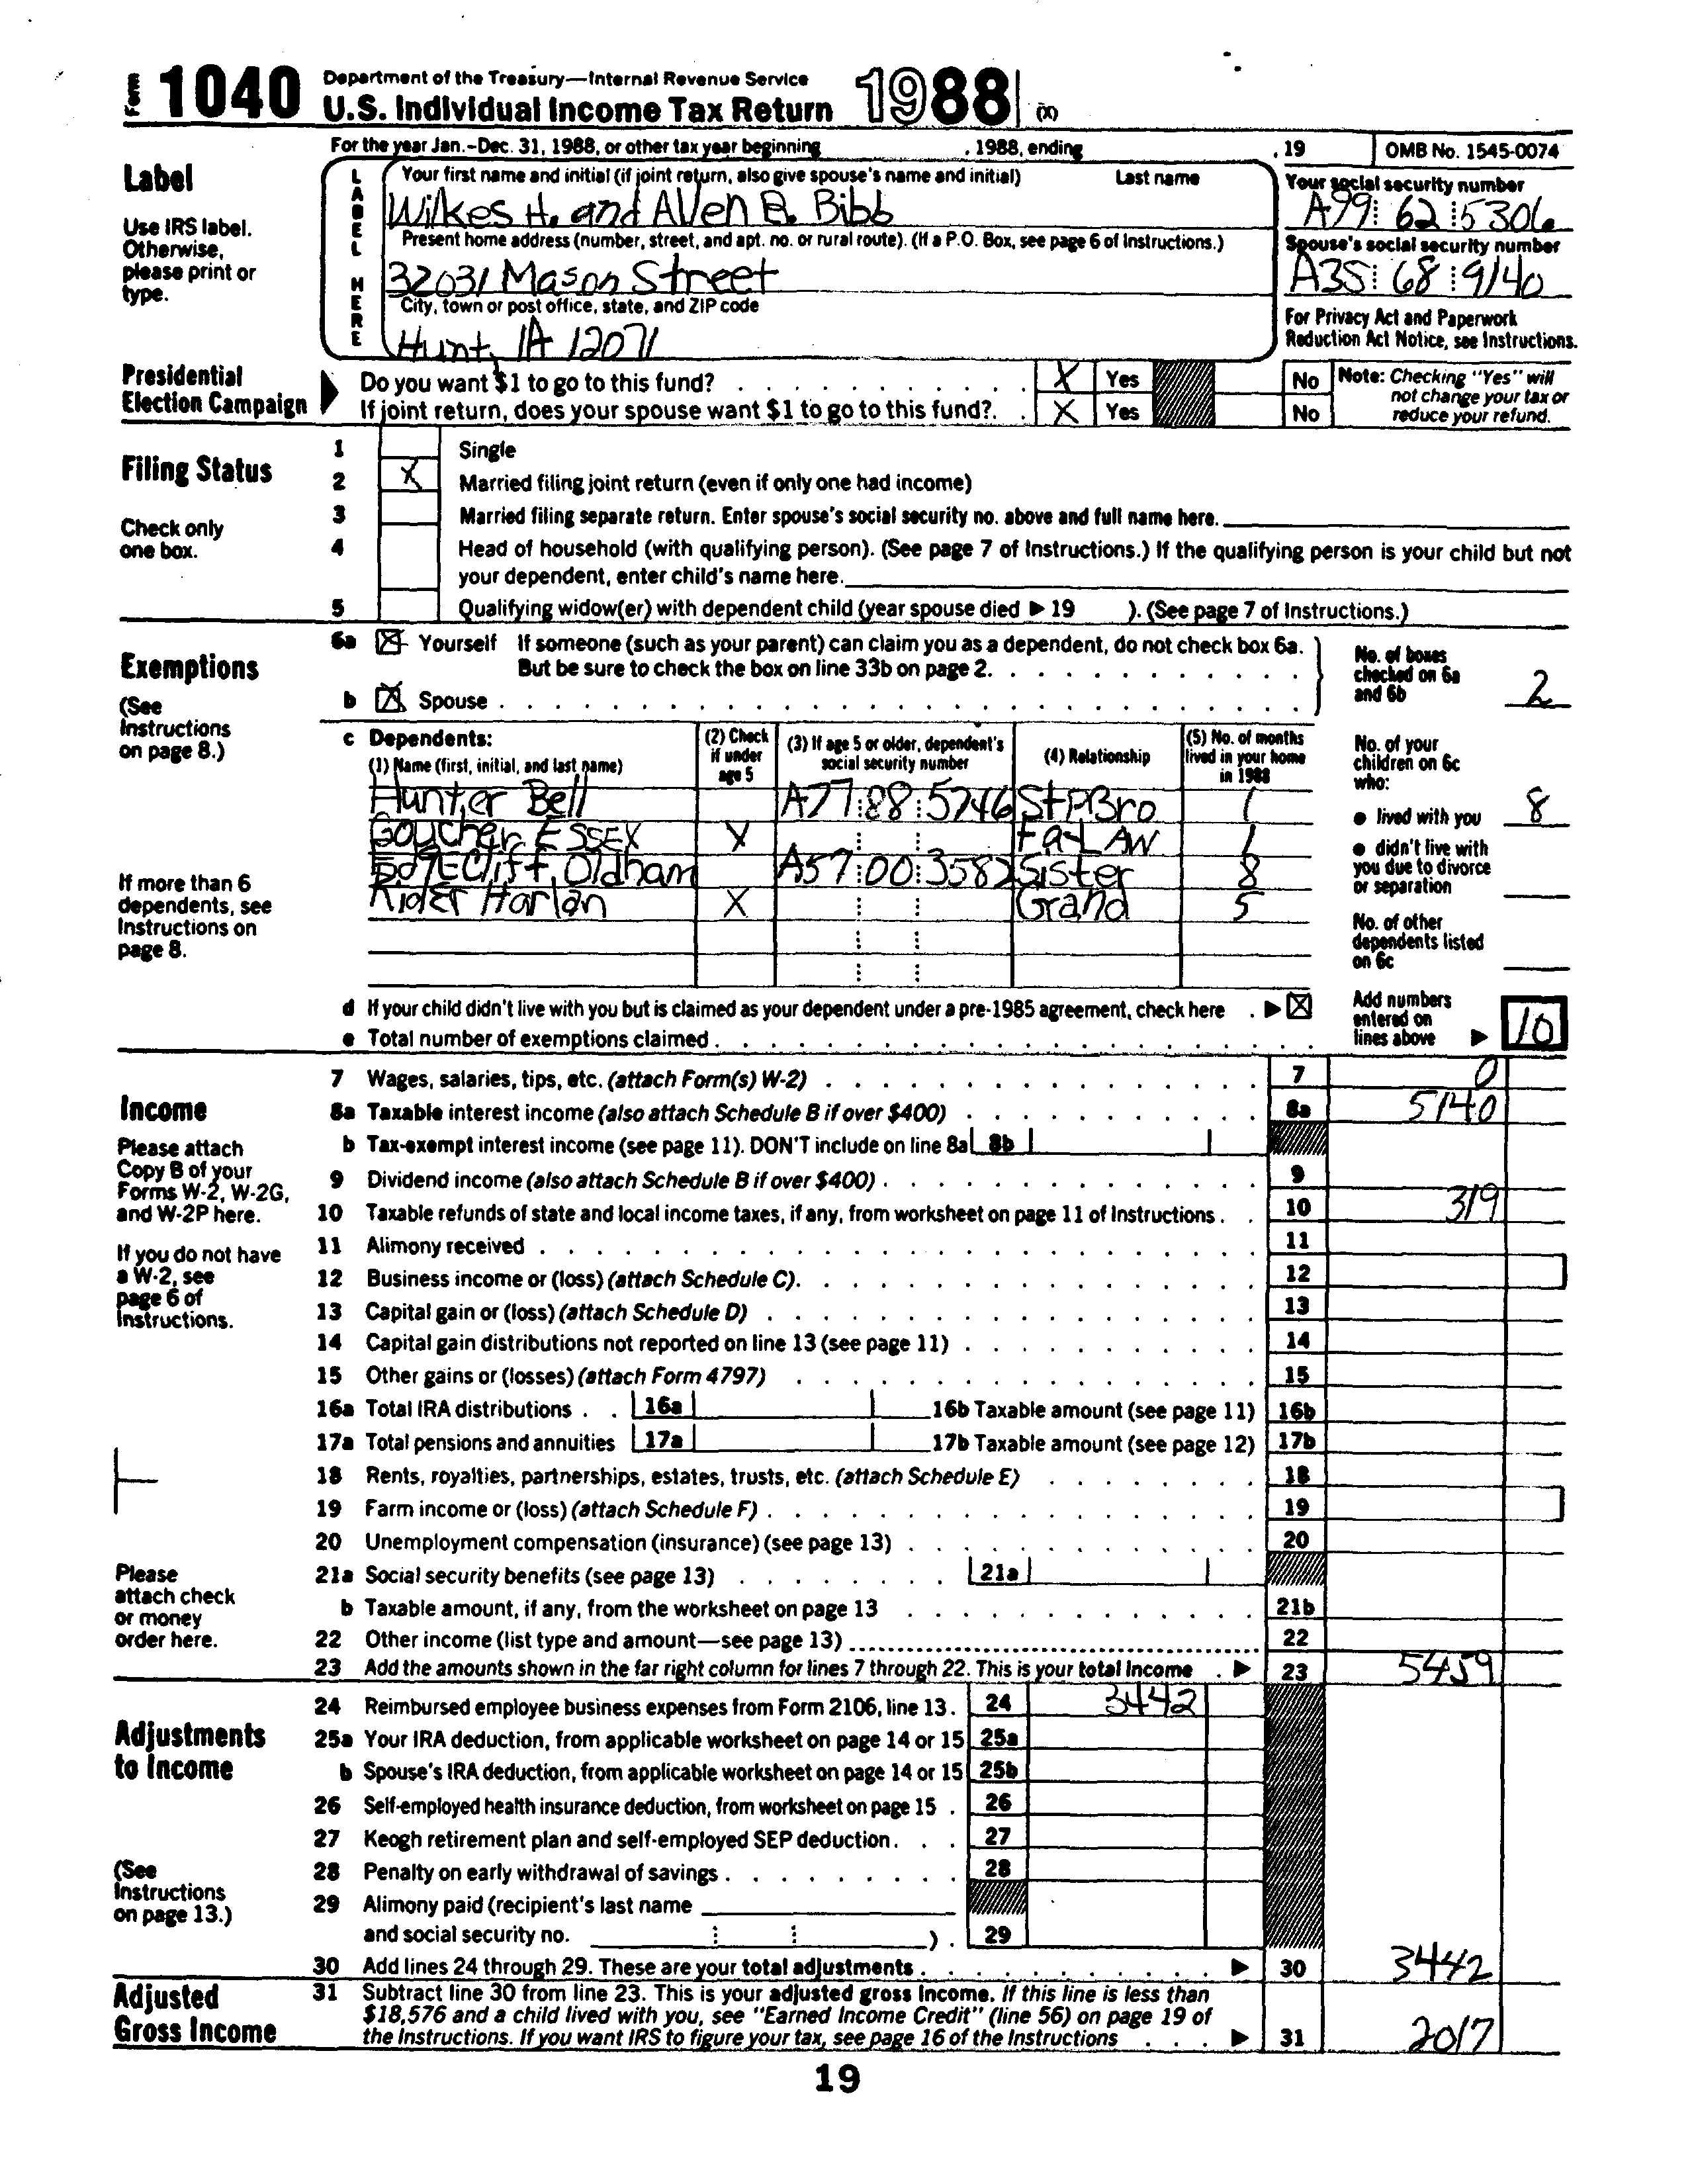 Form 1040 Department of the Treasury—Internal Revenue Service
U.S. Individual Income Tax Return 1988 (X)
For the year Jan.-Dec. 31, 1988, or other tax year beginning , 1988, ending , 19 OMB No. 1545-0074
Label
Use IRS label.
Otherwise,
please print or
type.
LABEL HERE
Your first name and initial (if joint return, also give spouse's name and initial) Last name
Wilkes H. and Allen B. Bibb
Present home address (number, street, and apt. no. or rural route). (If a P.O. Box, see page 6 of Instructions.)
32031 Mason Street
City, town or post office, state, and ZIP code
Hunt, IA 12071
Your social security number
A99 62 5306
Spouse's social security number
A35 68 9140
For Privacy Act and Paperwork
Reduction Act Notice, see Instructions.
Presidential
Election Campaign
Do you want $1 to go to this fund? X Yes No
If joint return, does your spouse want $1 to go to this fund? X Yes No
Note: Checking "Yes" will
not change your tax or
reduce your refund.
Filing Status
Check only
one box.
1 Single
2 X Married filing joint return (even if only one had income)
3 Married filing separate return. Enter spouse's social security no. above and full name here.
4 Head of household (with qualifying person). (See page 7 of Instructions.) If the qualifying person is your child but not
your dependent, enter child's name here.
5 Qualifying widow(er) with dependent child (year spouse died ▶ 19 ). (See page 7 of Instructions.)
Exemptions
(See
Instructions
on page 8.)
6a X Yourself If someone (such as your parent) can claim you as a dependent, do not check box 6a.
But be sure to check the box on line 33b on page 2.
b X Spouse
No. of boxes
checked on 6a
and 6b 2
c Dependents:
(1) Name (first, initial, and last name)
(2) Check
if under
age 5
(3) If age 5 or older, dependent's
social security number
(4) Relationship
(5) No. of months
lived in your home
in 1988
Hunter Bell A77 88 5746 StPBro 1
Goucher Essex X Fa-LAW 1
EdgECliff Oldham A57 00 3582 Sister 8
Rider Harlan X Grand 5
If more than 6
dependents, see
Instructions on
page 8.
No. of your
children on 6c
who:
● lived with you 8
● didn't live with
you due to divorce
or separation
No. of other
dependents listed
on 6c
d If your child didn't live with you but is claimed as your dependent under a pre-1985 agreement, check here ▶ X
e Total number of exemptions claimed
Add numbers
entered on
lines above ▶ 10
Income
Please attach
Copy B of your
Forms W-2, W-2G,
and W-2P here.
If you do not have
a W-2, see
page 6 of
Instructions.
Please
attach check
or money
order here.
7 Wages, salaries, tips, etc. (attach Form(s) W-2) 7 0
8a Taxable interest income (also attach Schedule B if over $400) 8a 5140
b Tax-exempt interest income (see page 11). DON'T include on line 8a 8b
9 Dividend income (also attach Schedule B if over $400) 9
10 Taxable refunds of state and local income taxes, if any, from worksheet on page 11 of Instructions 10 319
11 Alimony received 11
12 Business income or (loss) (attach Schedule C) 12
13 Capital gain or (loss) (attach Schedule D) 13
14 Capital gain distributions not reported on line 13 (see page 11) 14
15 Other gains or (losses) (attach Form 4797) 15
16a Total IRA distributions 16a 16b Taxable amount (see page 11) 16b
17a Total pensions and annuities 17a 17b Taxable amount (see page 12) 17b
18 Rents, royalties, partnerships, estates, trusts, etc. (attach Schedule E) 18
19 Farm income or (loss) (attach Schedule F) 19
20 Unemployment compensation (insurance) (see page 13) 20
21a Social security benefits (see page 13) 21a
b Taxable amount, if any, from the worksheet on page 13 21b
22 Other income (list type and amount—see page 13) 22
23 Add the amounts shown in the far right column for lines 7 through 22. This is your total income ▶ 23 5459
Adjustments
to Income
(See
Instructions
on page 13.)
24 Reimbursed employee business expenses from Form 2106, line 13. 24 3442
25a Your IRA deduction, from applicable worksheet on page 14 or 15 25a
b Spouse's IRA deduction, from applicable worksheet on page 14 or 15 25b
26 Self-employed health insurance deduction, from worksheet on page 15 26
27 Keogh retirement plan and self-employed SEP deduction 27
28 Penalty on early withdrawal of savings 28
29 Alimony paid (recipient's last name
and social security no. ) 29
30 Add lines 24 through 29. These are your total adjustments ▶ 30 3442
Adjusted
Gross Income
31 Subtract line 30 from line 23. This is your adjusted gross income. If this line is less than
$18,576 and a child lived with you, see "Earned Income Credit" (line 56) on page 19 of
the Instructions. If you want IRS to figure your tax, see page 16 of the Instructions ▶ 31 2017
19